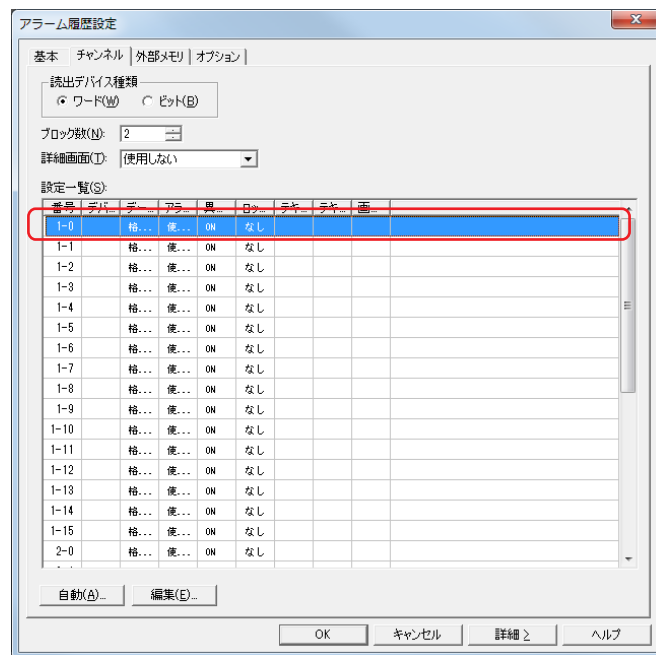 アラーム履歴設定
基本 チャンネル 外部メモリ オプション
読出デバイス種類
ワード(W) ビット(B)
ブロック数(N): 2
詳細画面(T): 使用しない
設定一覧(S):
番号 デバ... デー... アラ... 異... ロッ... テキ... テキ... 画...
1-0 格... 使... ON なし
1-1 格... 使... ON なし
1-2 格... 使... ON なし
1-3 格... 使... ON なし
1-4 格... 使... ON なし
1-5 格... 使... ON なし
1-6 格... 使... ON なし
1-7 格... 使... ON なし
1-8 格... 使... ON なし
1-9 格... 使... ON なし
1-10 格... 使... ON なし
1-11 格... 使... ON なし
1-12 格... 使... ON なし
1-13 格... 使... ON なし
1-14 格... 使... ON なし
1-15 格... 使... ON なし
2-0 格... 使... ON なし
自動(A)... 編集(E)...
OK キャンセル 詳細 ≥ ヘルプ